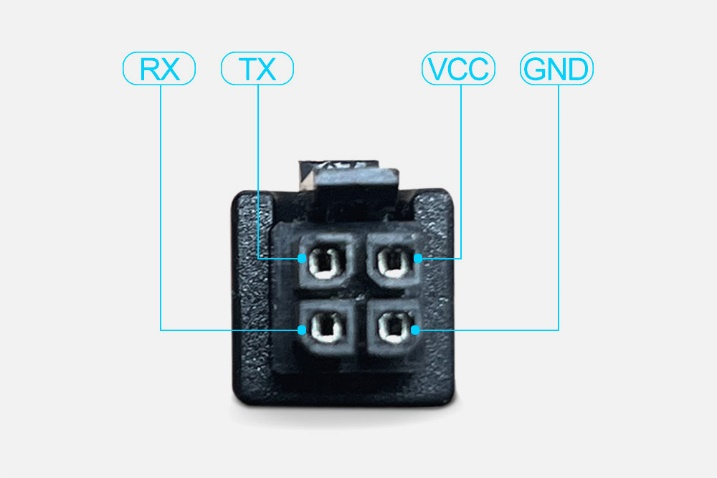 RX TX VCC GND